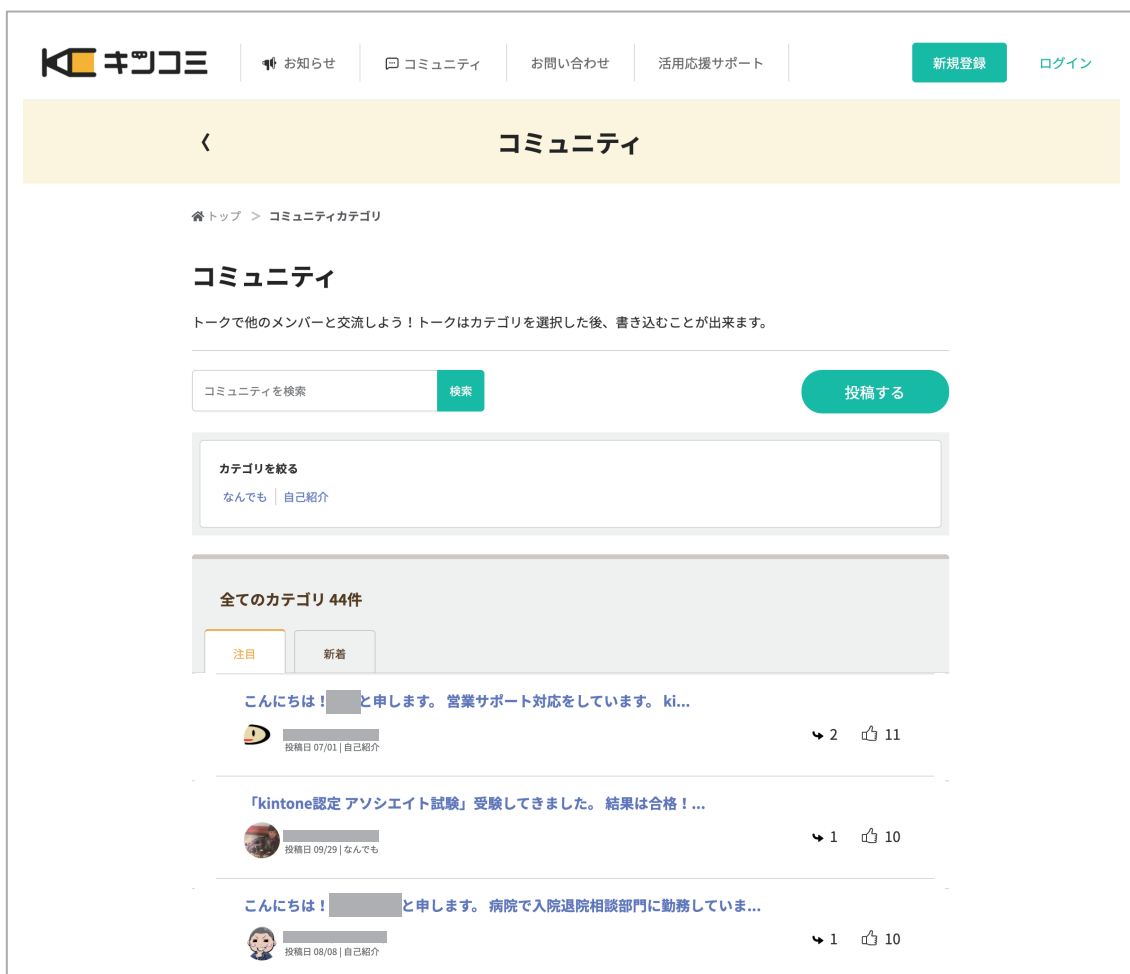 キンコミ
お知らせ
コミュニティ
お問い合わせ
活用応援サポート
新規登録
ログイン
コミュニティ
トップ > コミュニティカテゴリ
コミュニティ
トークで他のメンバーと交流しよう！トークはカテゴリを選択した後、書き込むことが出来ます。
コミュニティを検索
検索
投稿する
カテゴリを絞る
なんでも
自己紹介
全てのカテゴリ 44件
注目
新着
こんにちは！ と申します。 営業サポート対応をしています。 ki...
投稿日 07/01 | 自己紹介
2
11
「kintone認定 アソシエイト試験」受験してきました。 結果は合格！...
投稿日 09/29 | なんでも
1
10
こんにちは！ と申します。 病院で入院退院相談部門に勤務していま...
投稿日 08/08 | 自己紹介
1
10